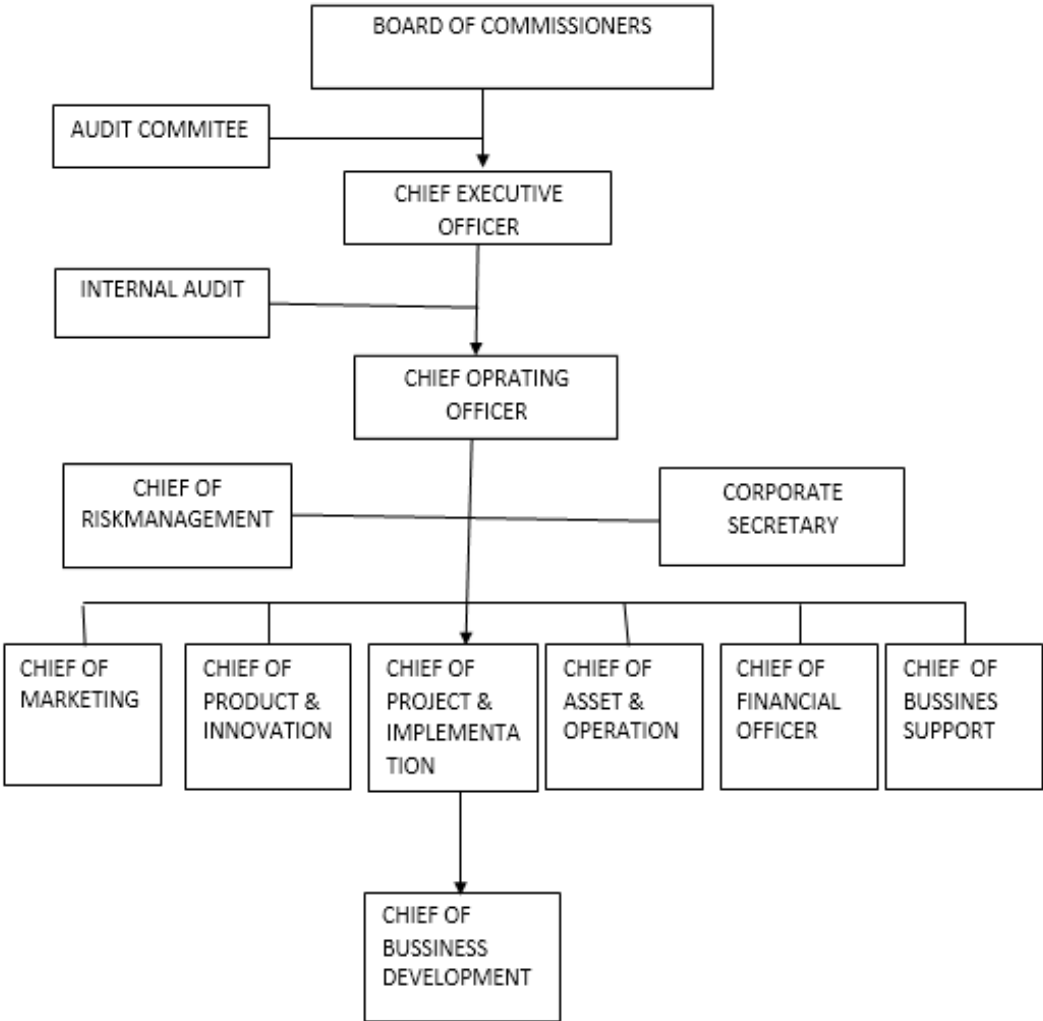 BOARD OF COMMISSIONERS
AUDIT COMMITEE
CHIEF EXECUTIVE
OFFICER
INTERNAL AUDIT
CHIEF OPRATING
OFFICER
CHIEF OF
RISKMANAGEMENT
CORPORATE
SECRETARY
CHIEF OF
MARKETING
CHIEF OF
PRODUCT &
INNOVATION
CHIEF OF
PROJECT &
IMPLEMENTA
TION
CHIEF OF
ASSET &
OPERATION
CHIEF OF
FINANCIAL
OFFICER
CHIEF OF
BUSSINES
SUPPORT
CHIEF OF
BUSSINESS
DEVELOPMENT